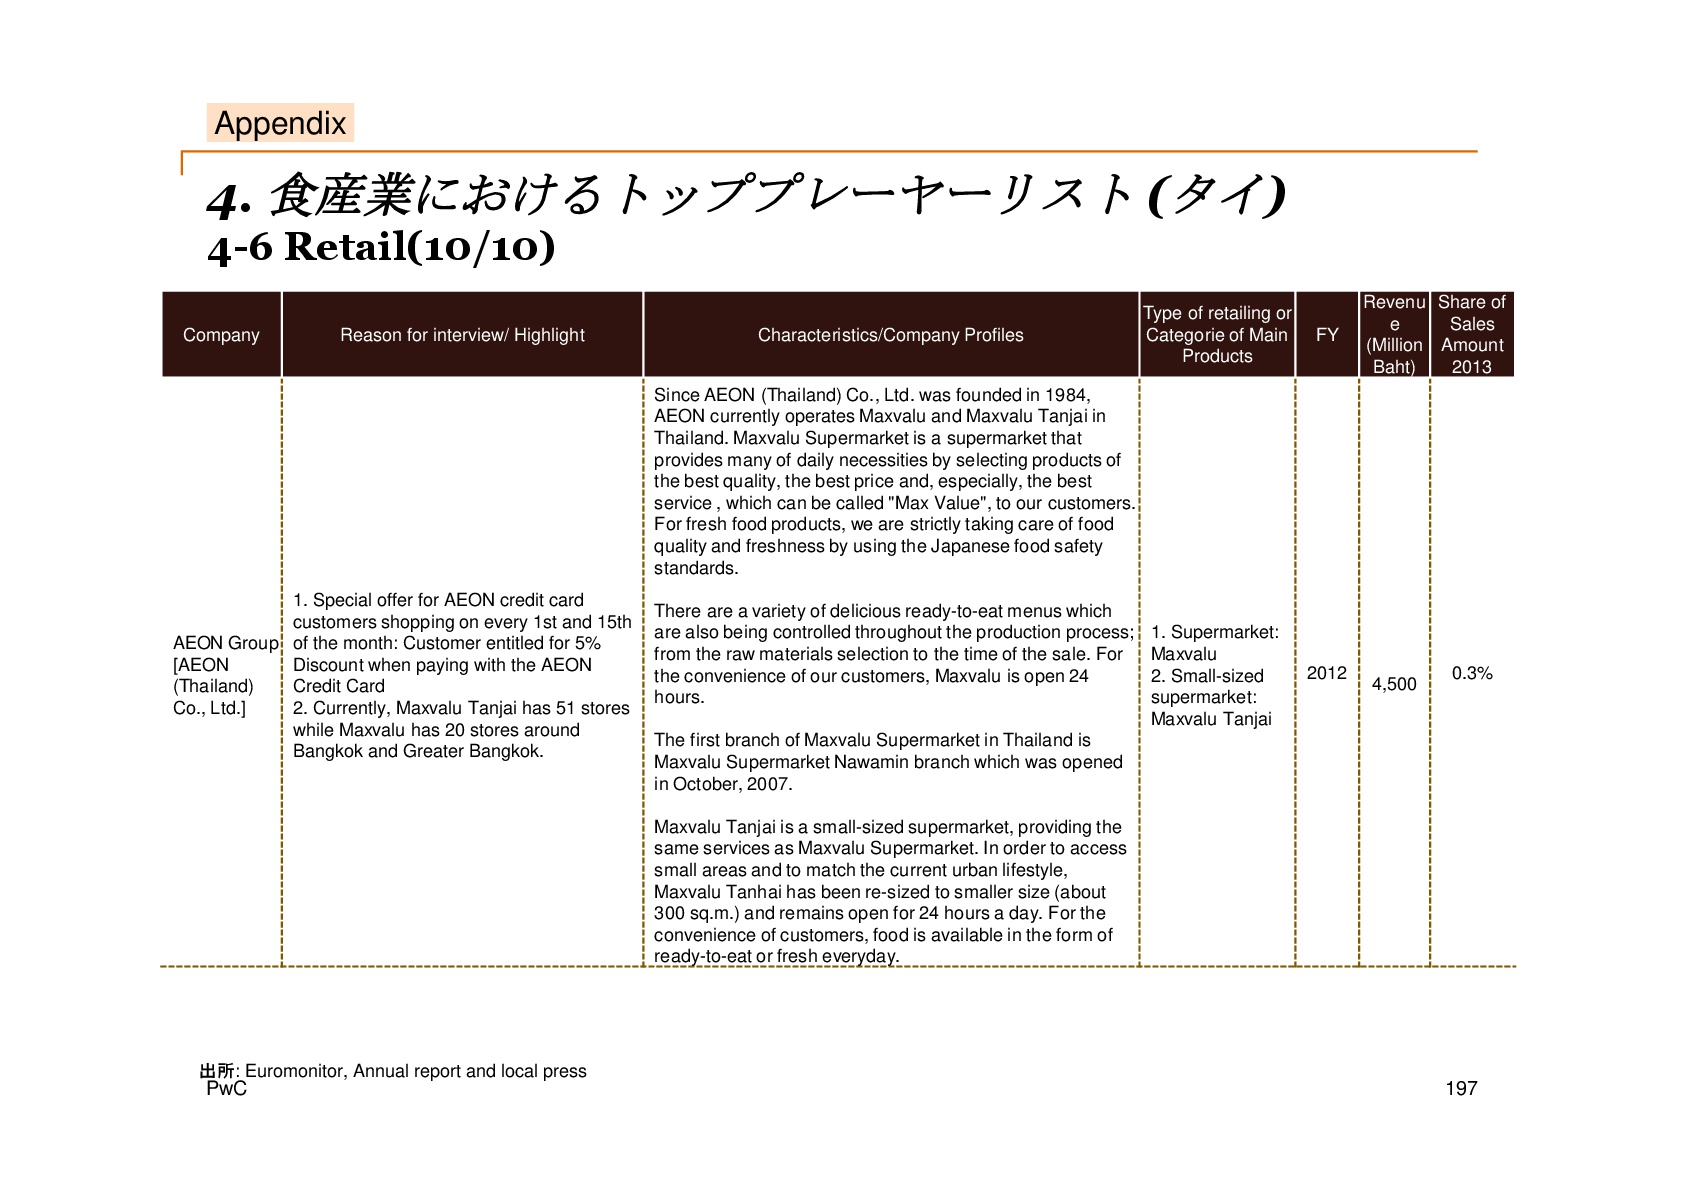 Appendix
4. 食産業におけるトッププレーヤーリスト(タイ)
4-6 Retail(10/10)
Company
Reason for interview/ Highlight
Characteristics/Company Profiles
Type of retailing or
Categorie of Main
Products
FY
Revenu
e
(Million
Baht)
Share of
Sales
Amount
2013
AEON Group
[AEON
(Thailand)
Co., Ltd.]
1. Special offer for AEON credit card
customers shopping on every 1st and 15th
of the month: Customer entitled for 5%
Discount when paying with the AEON
Credit Card
2. Currently, Maxvalu Tanjai has 51 stores
while Maxvalu has 20 stores around
Bangkok and Greater Bangkok.
Since AEON (Thailand) Co., Ltd. was founded in 1984,
AEON currently operates Maxvalu and Maxvalu Tanjai in
Thailand. Maxvalu Supermarket is a supermarket that
provides many of daily necessities by selecting products of
the best quality, the best price and, especially, the best
service , which can be called "Max Value", to our customers.
For fresh food products, we are strictly taking care of food
quality and freshness by using the Japanese food safety
standards.
There are a variety of delicious ready-to-eat menus which
are also being controlled throughout the production process;
from the raw materials selection to the time of the sale. For
the convenience of our customers, Maxvalu is open 24
hours.
The first branch of Maxvalu Supermarket in Thailand is
Maxvalu Supermarket Nawamin branch which was opened
in October, 2007.
Maxvalu Tanjai is a small-sized supermarket, providing the
same services as Maxvalu Supermarket. In order to access
small areas and to match the current urban lifestyle,
Maxvalu Tanhai has been re-sized to smaller size (about
300 sq.m.) and remains open for 24 hours a day. For the
convenience of customers, food is available in the form of
ready-to-eat or fresh everyday.
1. Supermarket:
Maxvalu
2. Small-sized
supermarket:
Maxvalu Tanjai
2012
4,500
0.3%
出所: Euromonitor, Annual report and local press
PwC
197